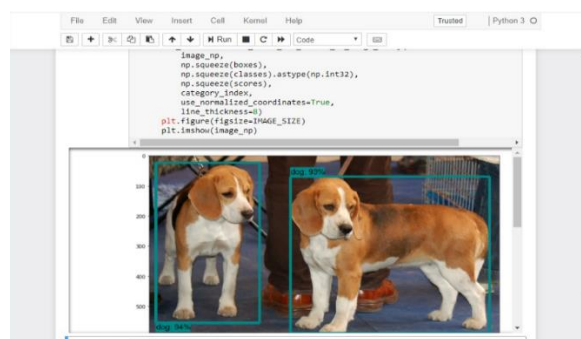 File Edit View Insert Cell Kernel Help Trusted Python 3
Run Code
image_np,
np.squeeze(boxes),
np.squeeze(classes).astype(np.int32),
np.squeeze(scores),
category_index,
use_normalized_coordinates=True,
line_thickness=8)
plt.figure(figsize=IMAGE_SIZE)
plt.imshow(image_np)
0
dog: 93%
100
200
300
400
500
dog: 94%